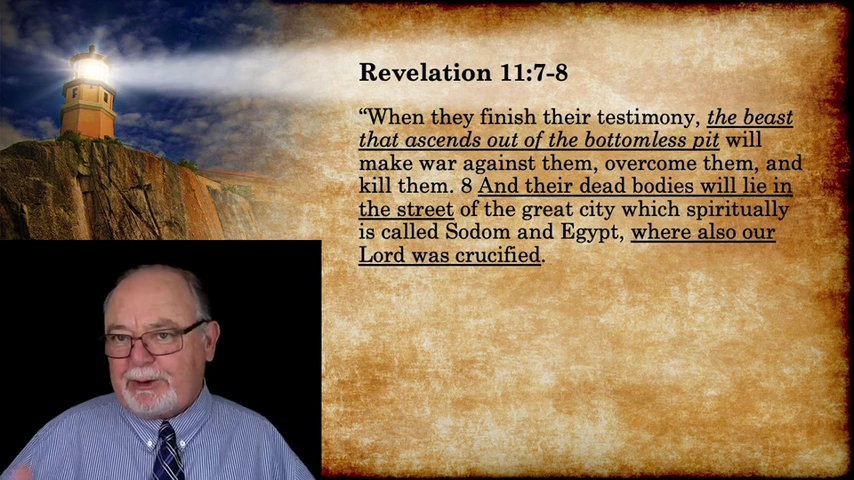 Revelation 11:7-8
“When they finish their testimony, the beast
that ascends out of the bottomless pit will
make war against them, overcome them, and
kill them. 8 And their dead bodies will lie in
the street of the great city which spiritually
is called Sodom and Egypt, where also our
Lord was crucified.